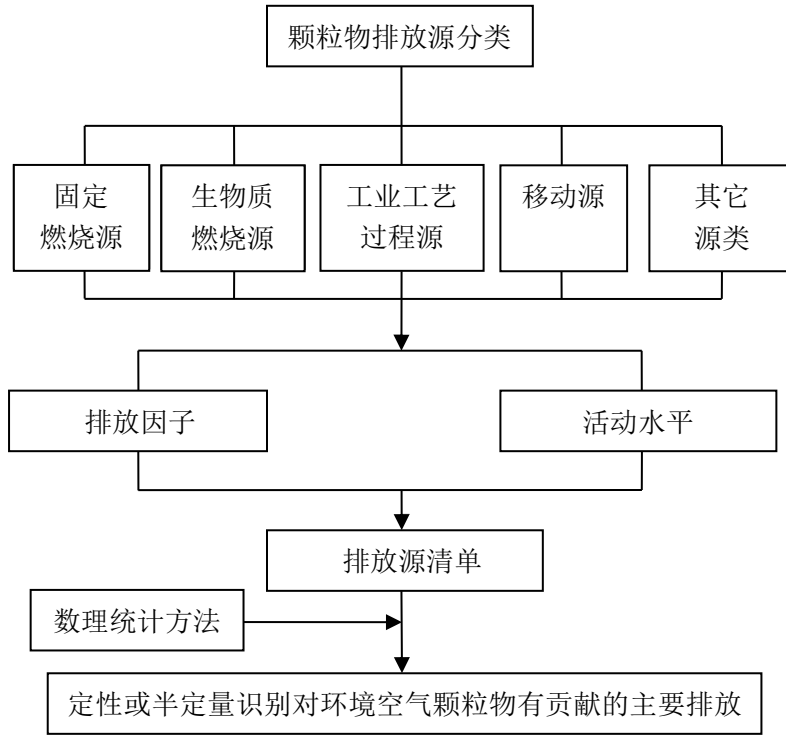 颗粒物排放源分类
固定
燃烧源
生物质
燃烧源
工业工艺
过程源
移动源
其它
源类
排放因子
活动水平
排放源清单
数理统计方法
定性或半定量识别对环境空气颗粒物有贡献的主要排放